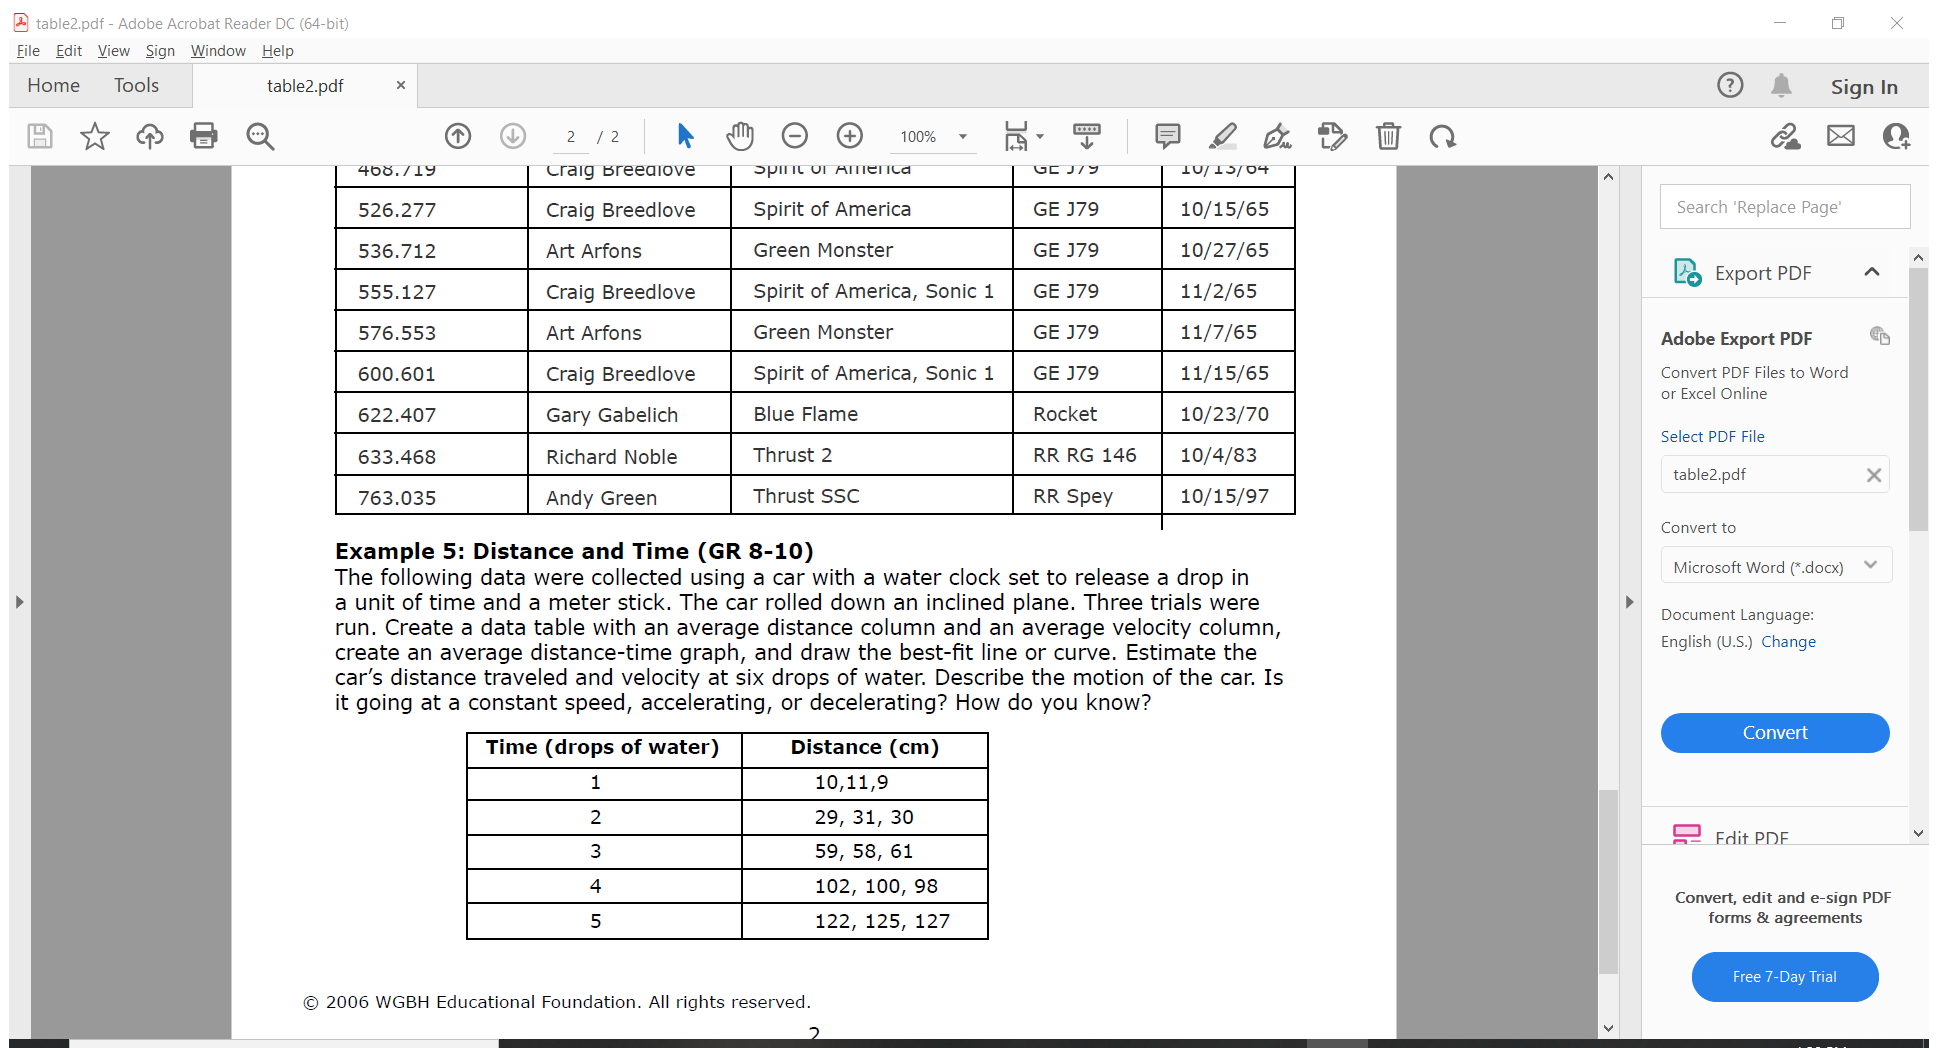 table2.pdf - Adobe Acrobat Reader DC (64-bit)
File Edit View Sign Window Help
Home Tools table2.pdf × Sign In
2 / 2 100%
468.719 Craig Breedlove Spirit of America GE J79 10/13/64
526.277 Craig Breedlove Spirit of America GE J79 10/15/65
536.712 Art Arfons Green Monster GE J79 10/27/65
555.127 Craig Breedlove Spirit of America, Sonic 1 GE J79 11/2/65
576.553 Art Arfons Green Monster GE J79 11/7/65
600.601 Craig Breedlove Spirit of America, Sonic 1 GE J79 11/15/65
622.407 Gary Gabelich Blue Flame Rocket 10/23/70
633.468 Richard Noble Thrust 2 RR RG 146 10/4/83
763.035 Andy Green Thrust SSC RR Spey 10/15/97
Example 5: Distance and Time (GR 8-10)
The following data were collected using a car with a water clock set to release a drop in
a unit of time and a meter stick. The car rolled down an inclined plane. Three trials were
run. Create a data table with an average distance column and an average velocity column,
create an average distance-time graph, and draw the best-fit line or curve. Estimate the
car’s distance traveled and velocity at six drops of water. Describe the motion of the car. Is
it going at a constant speed, accelerating, or decelerating? How do you know?
Time (drops of water) Distance (cm)
1 10,11,9
2 29, 31, 30
3 59, 58, 61
4 102, 100, 98
5 122, 125, 127
© 2006 WGBH Educational Foundation. All rights reserved.
2
Search 'Replace Page'
Export PDF
Adobe Export PDF
Convert PDF Files to Word
or Excel Online
Select PDF File
table2.pdf
Convert to
Microsoft Word (*.docx)
Document Language:
English (U.S.) Change
Convert
Edit PDF
Convert, edit and e-sign PDF
forms & agreements
Free 7-Day Trial